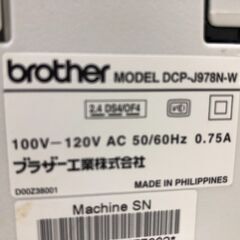 brother MODEL DCP-J978N-W
2.4 DS4/OF4
100V-120V AC 50/60Hz 0.75A
ブラザー工業株式会社
D00Z38001
MADE IN PHILIPPINES
Machine SN